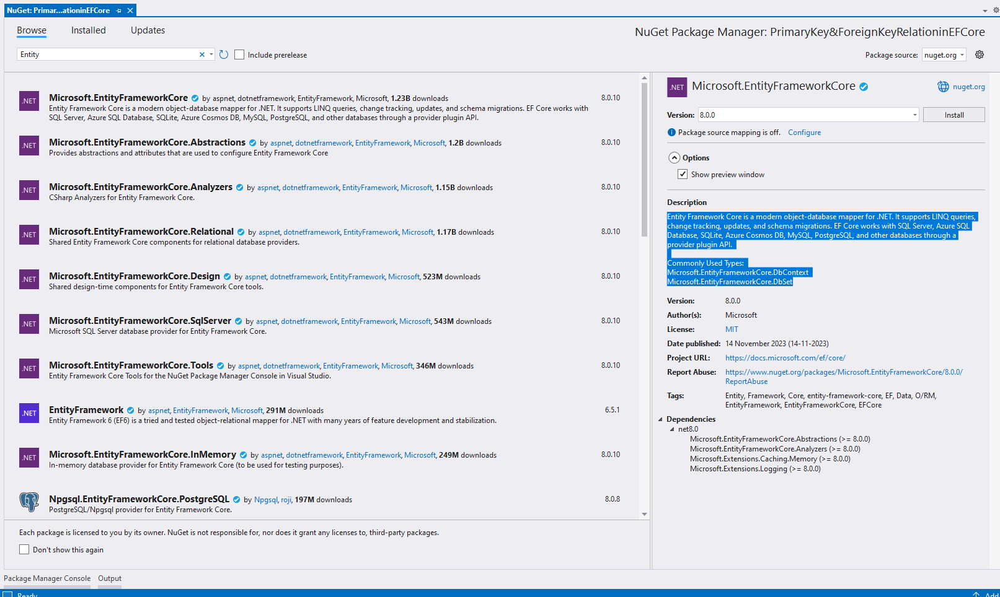 NuGet: Primar...ationinEFCore
Browse Installed Updates
NuGet Package Manager: PrimaryKey&ForeignKeyRelationinEFCore
Entity
Include prerelease
Package source: nuget.org
.NET
Microsoft.EntityFrameworkCore by aspnet, dotnetframework, EntityFramework, Microsoft, 1.23B downloads 8.0.10
Entity Framework Core is a modern object-database mapper for .NET. It supports LINQ queries, change tracking, updates, and schema migrations. EF Core works with
SQL Server, Azure SQL Database, SQLite, Azure Cosmos DB, MySQL, PostgreSQL, and other databases through a provider plugin API.
.NET
Microsoft.EntityFrameworkCore.Abstractions by aspnet, dotnetframework, EntityFramework, Microsoft, 1.2B downloads 8.0.10
Provides abstractions and attributes that are used to configure Entity Framework Core
.NET
Microsoft.EntityFrameworkCore.Analyzers by aspnet, dotnetframework, EntityFramework, Microsoft, 1.15B downloads 8.0.10
CSharp Analyzers for Entity Framework Core.
.NET
Microsoft.EntityFrameworkCore.Relational by aspnet, dotnetframework, EntityFramework, Microsoft, 1.17B downloads 8.0.10
Shared Entity Framework Core components for relational database providers.
.NET
Microsoft.EntityFrameworkCore.Design by aspnet, dotnetframework, EntityFramework, Microsoft, 523M downloads 8.0.10
Shared design-time components for Entity Framework Core tools.
.NET
Microsoft.EntityFrameworkCore.SqlServer by aspnet, dotnetframework, EntityFramework, Microsoft, 543M downloads 8.0.10
Microsoft SQL Server database provider for Entity Framework Core.
.NET
Microsoft.EntityFrameworkCore.Tools by aspnet, dotnetframework, EntityFramework, Microsoft, 346M downloads 8.0.10
Entity Framework Core Tools for the NuGet Package Manager Console in Visual Studio.
.NET
EntityFramework by aspnet, EntityFramework, Microsoft, 291M downloads 6.5.1
Entity Framework 6 (EF6) is a tried and tested object-relational mapper for .NET with many years of feature development and stabilization.
.NET
Microsoft.EntityFrameworkCore.InMemory by aspnet, dotnetframework, EntityFramework, Microsoft, 249M downloads 8.0.10
In-memory database provider for Entity Framework Core (to be used for testing purposes).
Npgsql.EntityFrameworkCore.PostgreSQL by Npgsql, roji, 197M downloads 8.0.8
PostgreSQL/Npgsql provider for Entity Framework Core.
Each package is licensed to you by its owner. NuGet is not responsible for, nor does it grant any licenses to, third-party packages.
Don't show this again
.NET
Microsoft.EntityFrameworkCore nuget.org
Version: 8.0.0 Install
Package source mapping is off. Configure
Options
Show preview window
Description
Entity Framework Core is a modern object-database mapper for .NET. It supports LINQ queries,
change tracking, updates, and schema migrations. EF Core works with SQL Server, Azure SQL
Database, SQLite, Azure Cosmos DB, MySQL, PostgreSQL, and other databases through a
provider plugin API.
Commonly Used Types:
Microsoft.EntityFrameworkCore.DbContext
Microsoft.EntityFrameworkCore.DbSet
Version: 8.0.0
Author(s): Microsoft
License: MIT
Date published: 14 November 2023 (14-11-2023)
Project URL: https://docs.microsoft.com/ef/core/
Report Abuse: https://www.nuget.org/packages/Microsoft.EntityFrameworkCore/8.0.0/
ReportAbuse
Tags: Entity, Framework, Core, entity-framework-core, EF, Data, O/RM,
EntityFramework, EntityFrameworkCore, EFCore
Dependencies
net8.0
Microsoft.EntityFrameworkCore.Abstractions (>= 8.0.0)
Microsoft.EntityFrameworkCore.Analyzers (>= 8.0.0)
Microsoft.Extensions.Caching.Memory (>= 8.0.0)
Microsoft.Extensions.Logging (>= 8.0.0)
Package Manager Console Output
Ready Add